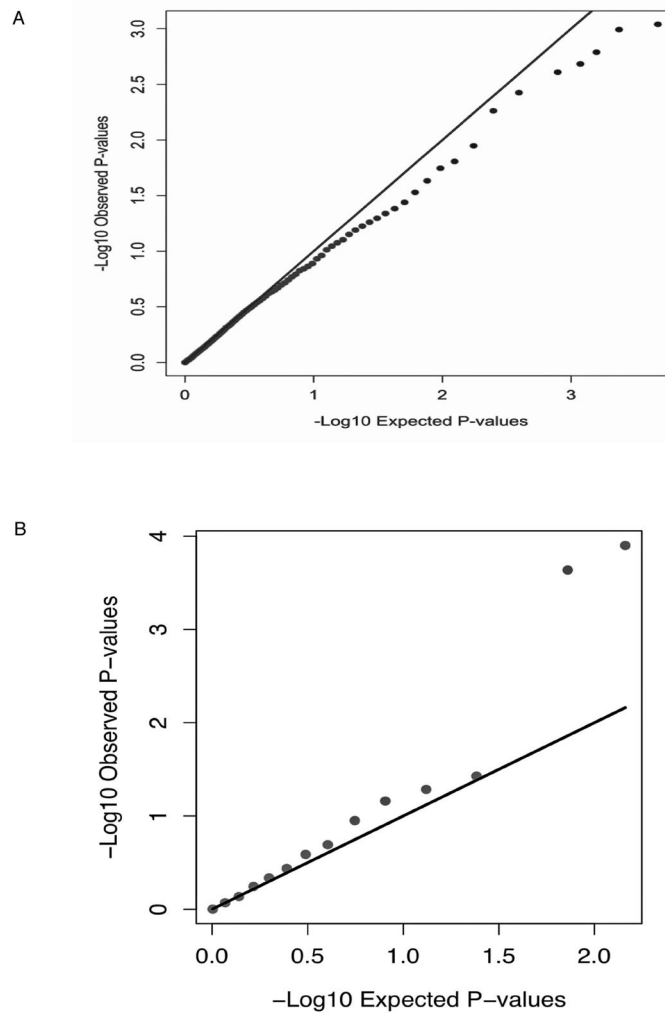 A
-Log10 Observed P-values
3.0
2.5
2.0
1.5
1.0
0.5
0.0
0 1 2 3
-Log10 Expected P-values
B
−Log10 Observed P−values
4
3
2
1
0
0.0 0.5 1.0 1.5 2.0
−Log10 Expected P−values